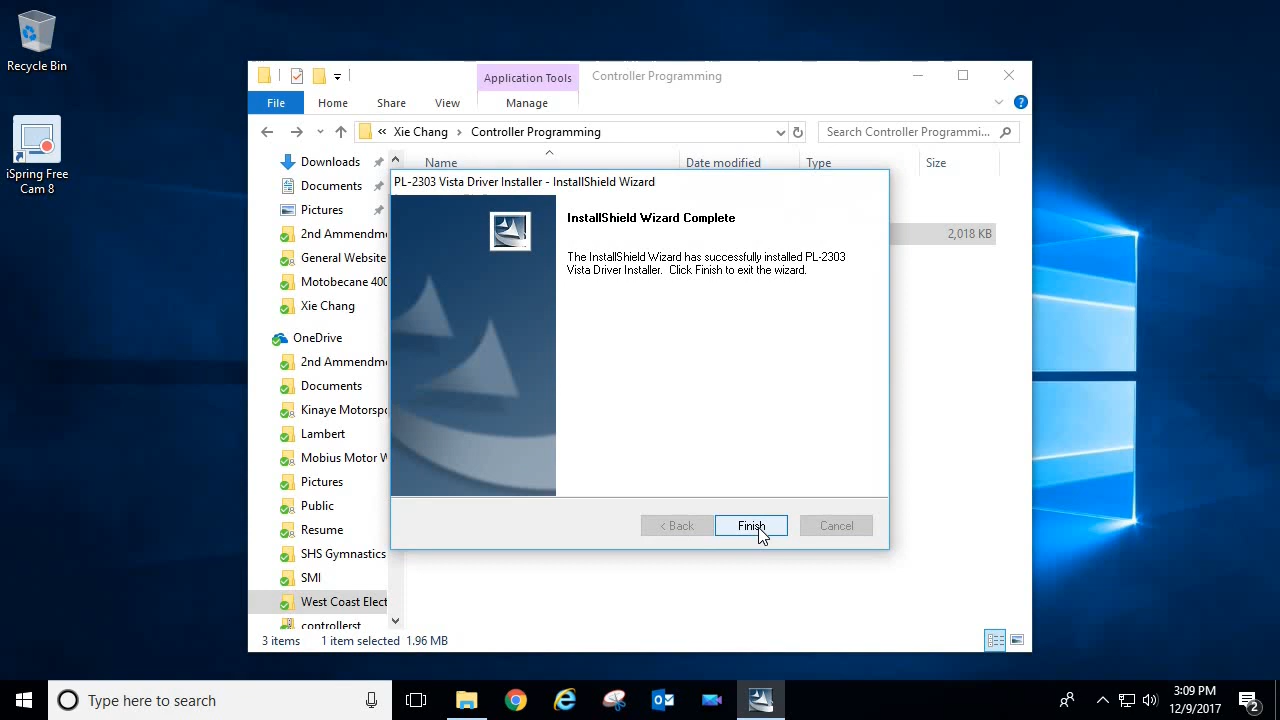 Recycle Bin
iSpring Free
Cam 8
Application Tools
Controller Programming
File
Home
Share
View
Manage
« Xie Chang > Controller Programming
Search Controller Programmi...
Name
Date modified
Type
Size
Downloads
Documents
Pictures
2nd Ammendme
General Website
Motobecane 400
Xie Chang
OneDrive
2nd Ammendme
Documents
Kinaye Motorspo
Lambert
Mobius Motor W
Pictures
Public
Resume
SHS Gymnastics
SMI
West Coast Elect
controllerst
2,018 KB
PL-2303 Vista Driver Installer - InstallShield Wizard
InstallShield Wizard Complete
The InstallShield Wizard has successfully installed PL-2303
Vista Driver Installer. Click Finish to exit the wizard.
< Back
Finish
Cancel
3 items
1 item selected 1.96 MB
Type here to search
3:09 PM
12/9/2017
2